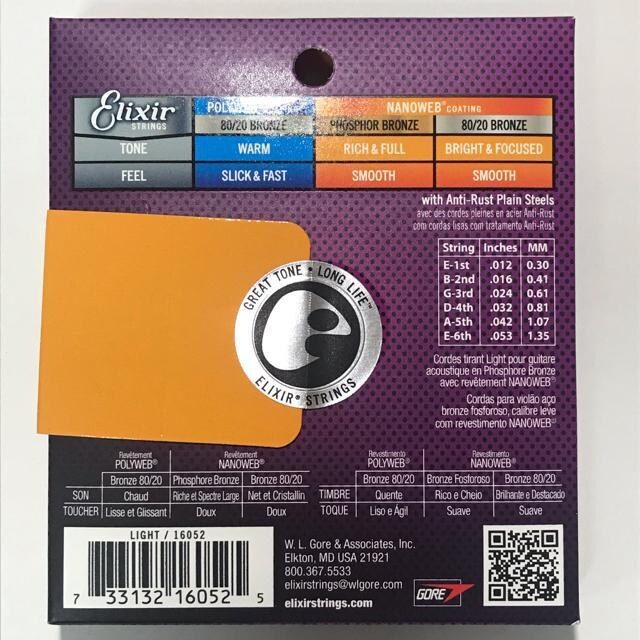 Elixir STRINGS
NANOWEB® COATING
80/20 BRONZE PHOSPHOR BRONZE 80/20 BRONZE
TONE WARM RICH & FULL BRIGHT & FOCUSED
FEEL SLICK & FAST SMOOTH SMOOTH
with Anti-Rust Plain Steels
avec des cordes pleines en acier Anti-Rust
com cordas lisas com tratamento Anti-Rust
String Inches MM
E-1st .012 0.30
B-2nd .016 0.41
G-3rd .024 0.61
D-4th .032 0.81
A-5th .042 1.07
E-6th .053 1.35
GREAT TONE • LONG LIFE™
ELIXIR® STRINGS
Cordes tirant Light pour guitare
acoustique en Phosphore Bronze
avec revêtement NANOWEB®
Cordas para violão aço
bronze fosforoso, calibre leve
com revestimento NANOWEB®
Revêtement POLYWEB® Revêtement NANOWEB®
Bronze 80/20 Phosphore Bronze Bronze 80/20
SON Chaud Riche et Spectre Large Net et Cristallin
TOUCHER Lisse et Glissant Doux Doux
Revestimento POLYWEB® Revestimento NANOWEB®
Bronze 80/20 Bronze Fosforoso Bronze 80/20
TIMBRE Quente Rico e Cheio Brilhante e Destacado
TOQUE Liso e Ágil Suave Suave
LIGHT / 16052
7 33132 16052 5
W. L. Gore & Associates, Inc.
Elkton, MD USA 21921
800.367.5533
elixirstrings@wlgore.com
elixirstrings.com
GORE